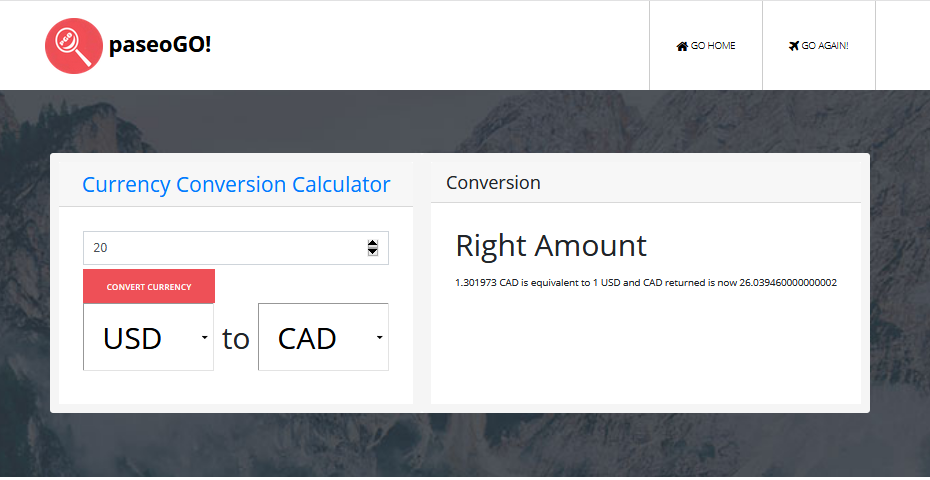 PGO
paseoGO!
GO HOME
GO AGAIN!
Currency Conversion Calculator
20
CONVERT CURRENCY
USD to CAD
Conversion
Right Amount
1.301973 CAD is equivalent to 1 USD and CAD returned is now 26.039460000000002